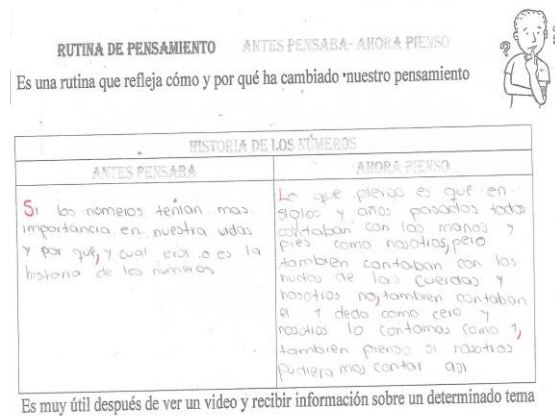 RUTINA DE PENSAMIENTO ANTES PENSABA- AHORA PIENSO
Es una rutina que refleja cómo y por qué ha cambiado nuestro pensamiento
HISTORIA DE LOS NÚMEROS
ANTES PENSABA
Si los números tenían mas
importancia en nuestra vidas
y por qué, y cual era o es la
historia de los números
AHORA PIENSO
Lo que pienso es qué en
siglos y años pasados todos
contaban con las manos y
pies como nosotros, pero
tambien contaban con los
nudos de las cuerdas y
nosotros no, tambien contaban
el 1 dedo como cero y
nosotros lo contamos como 1,
tambien pienso si nosotros
pudiera mos contar asi
Es muy útil después de ver un video y recibir información sobre un determinado tema